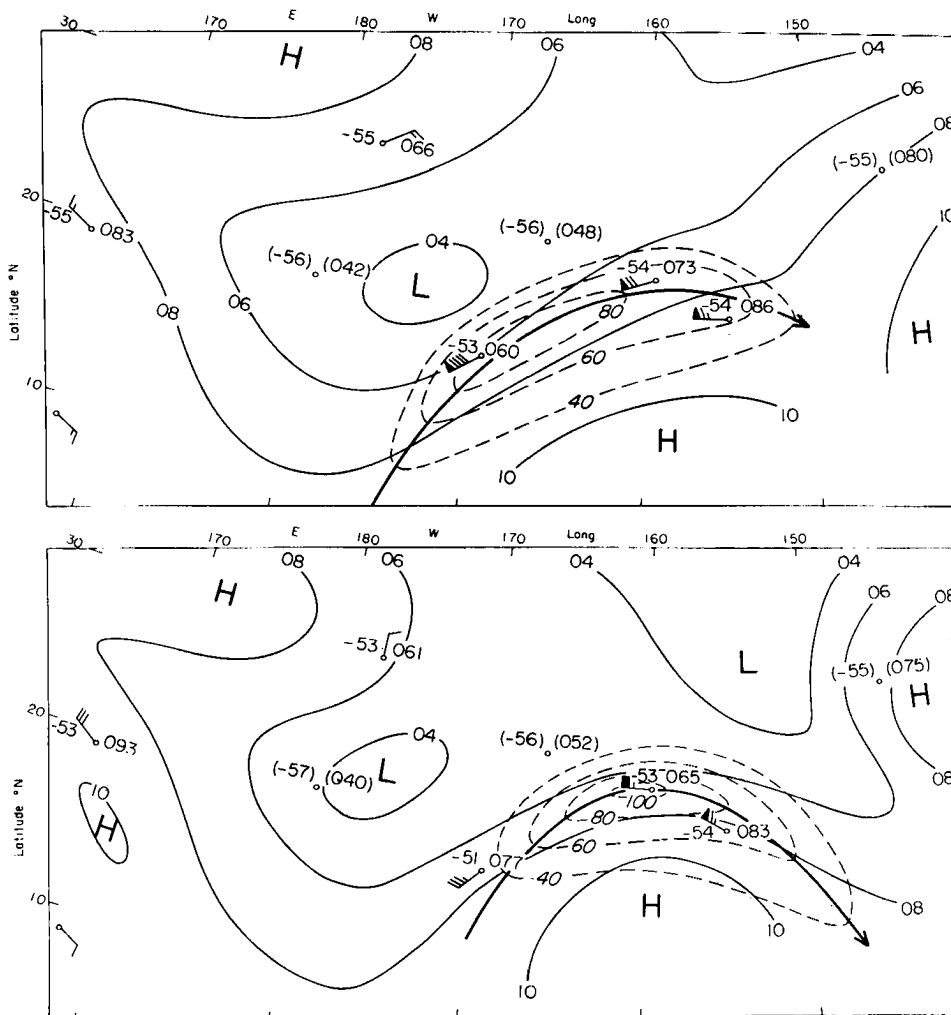 30 170 E 180 W 170 Long 160 150
H 08 06 04
06
08
-55 066
(-55) (080)
20
-55 083
10
(-56) (042)
04
L
(-56) (048)
-54 073
-54 086
80
H
08
06
-53 060
60
40
10
H
10
10
Latitude °N
30 170 E 180 W 170 Long. 160 150
08 06 04 04 06 08
H
-53 061
L
(-55) (075)
H
20
-53 093
04
(-56) (052)
(-57) (040)
L
-53 065
08
10
100
H
80
-54 083
60
-51 077
40
10
H
08
10
10
Latitude °N